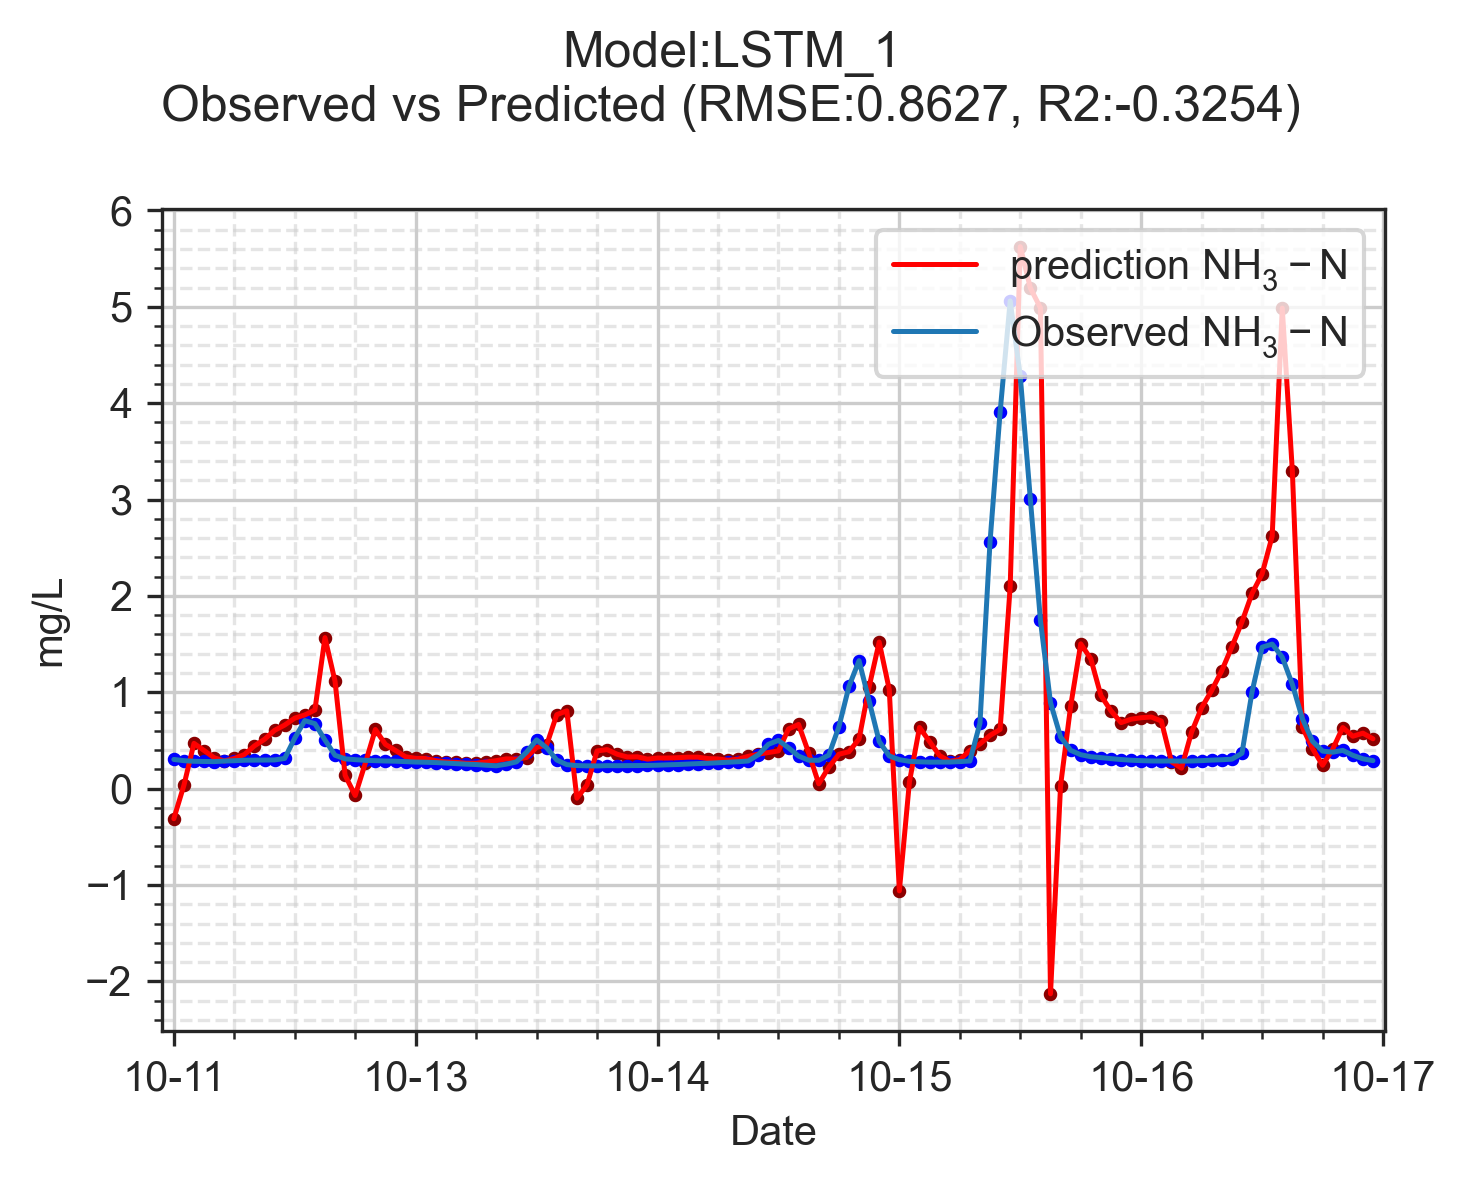 Model:LSTM_1
Observed vs Predicted (RMSE:0.8627, R2:-0.3254)
6
5
4
3
2
1
0
−1
−2
mg/L
prediction NH₃ − N
Observed NH₃ − N
10-11 10-13 10-14 10-15 10-16 10-17
Date